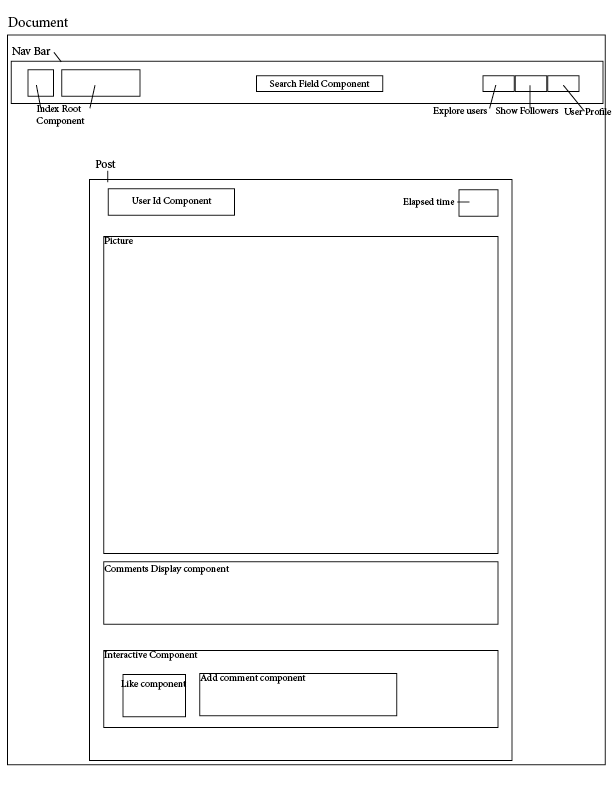 Document
Nav Bar
Search Field Component
Index Root
Component
Explore users
Show Followers
User Profile
Post
User Id Component
Elapsed time
Picture
Comments Display component
Interactive Component
Like component
Add comment component